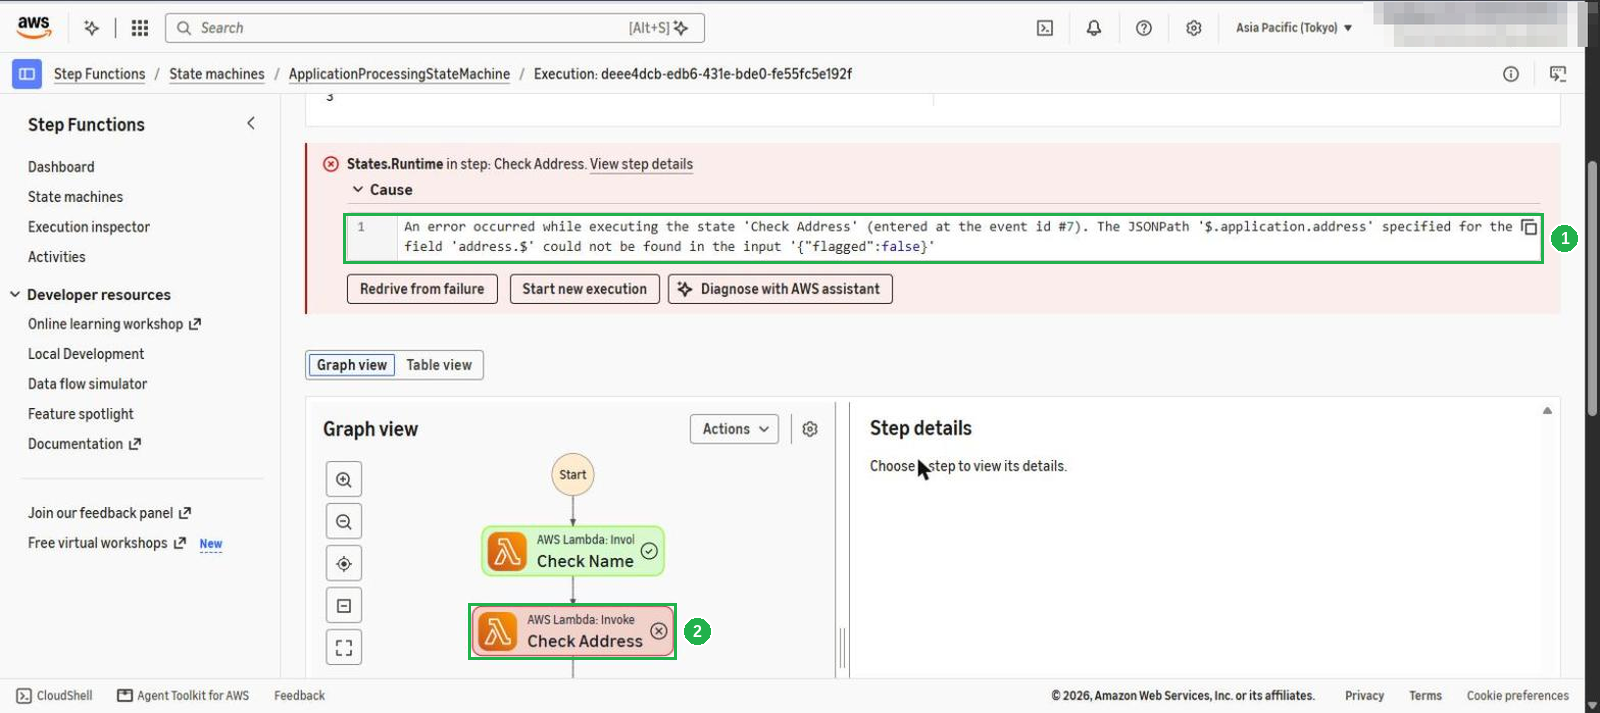 aws
Search
[Alt+S]
Asia Pacific (Tokyo)
Step Functions / State machines / ApplicationProcessingStateMachine / Execution: deee4dcb-edb6-431e-bde0-fe55fc5e192f
Step Functions
Dashboard
State machines
Execution inspector
Activities
Developer resources
Online learning workshop
Local Development
Data flow simulator
Feature spotlight
Documentation
Join our feedback panel
Free virtual workshops New
3
States.Runtime in step: Check Address. View step details
Cause
1 An error occurred while executing the state 'Check Address' (entered at the event id #7). The JSONPath '$.application.address' specified for the
field 'address.$' could not be found in the input '{"flagged":false}'
1
Redrive from failure
Start new execution
Diagnose with AWS assistant
Graph view
Table view
Graph view
Actions
Start
AWS Lambda: Invol
Check Name
AWS Lambda: Invoke
Check Address
2
Step details
Choose step to view its details.
CloudShell
Agent Toolkit for AWS
Feedback
© 2026, Amazon Web Services, Inc. or its affiliates.
Privacy
Terms
Cookie preferences